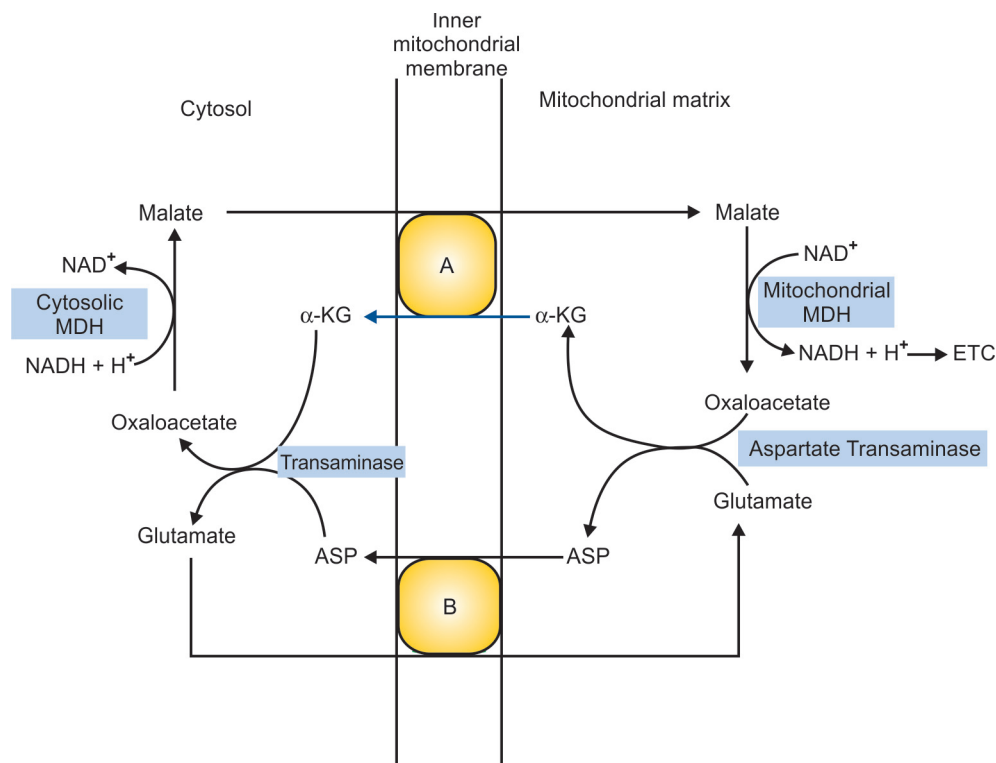 Inner
mitochondrial
membrane
Cytosol
Mitochondrial matrix
Malate
Malate
A
NAD+
NAD+
Cytosolic
MDH
Mitochondrial
MDH
α-KG
α-KG
NADH + H+
NADH + H+
ETC
Oxaloacetate
Oxaloacetate
Transaminase
Aspartate Transaminase
Glutamate
Glutamate
ASP
ASP
B